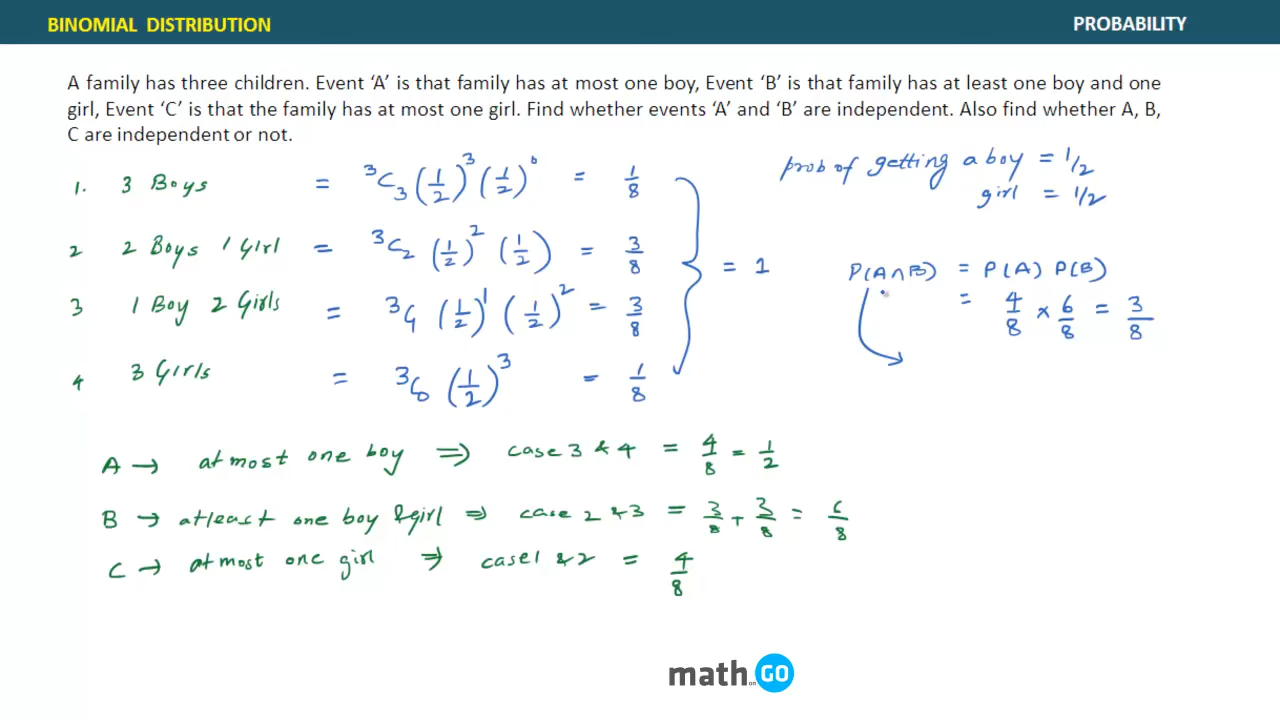 BINOMIAL DISTRIBUTION
PROBABILITY
A family has three children. Event ‘A’ is that family has at most one boy, Event ‘B’ is that family has at least one boy and one
girl, Event ‘C’ is that the family has at most one girl. Find whether events ‘A’ and ‘B’ are independent. Also find whether A, B,
C are independent or not.
1. 3 Boys = ³C₃ (1/2)³ (1/2)⁰ = 1/8
2 2 Boys 1 Girl = ³C₂ (1/2)² (1/2) = 3/8
3 1 Boy 2 Girls = ³C₁ (1/2)¹ (1/2)² = 3/8
4 3 Girls = ³C₀ (1/2)³ = 1/8
= 1
prob of getting a boy = 1/2
girl = 1/2
P(A∩B) = P(A) P(B)
= 4/8 × 6/8 = 3/8
A → at most one boy ⇒ case 3 & 4 = 4/8 = 1/2
B → atleast one boy & girl ⇒ case 2 & 3 = 3/8 + 3/8 = 6/8
C → at most one girl ⇒ case 1 & 2 = 4/8
math on GO